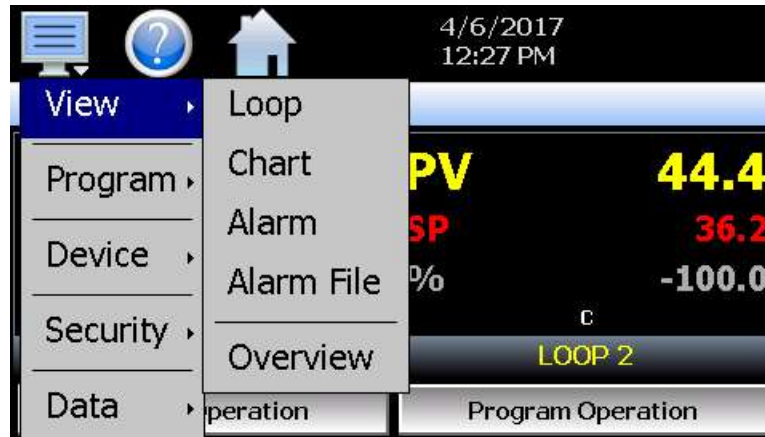 4/6/2017
12:27 PM
View
Program
Device
Security
Data
Loop
Chart
Alarm
Alarm File
Overview
PV 44.4
SP 36.2
% -100.0
C
LOOP 2
Program Operation